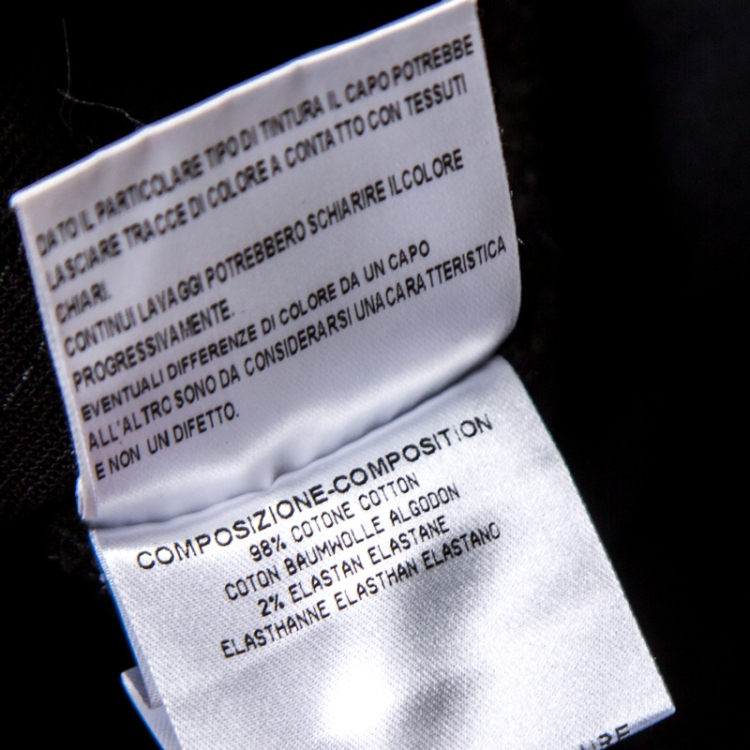 DATO IL PARTICOLARE TIPO DI TINTURA IL CAPO POTREBBE
LASCIARE TRACCE DI COLORE A CONTATTO CON TESSUTI
CHIARI.
CONTINUI LAVAGGI POTREBBERO SCHIARIRE IL COLORE
PROGRESSIVAMENTE.
EVENTUALI DIFFERENZE DI COLORE DA UN CAPO
ALL'ALTRO SONO DA CONSIDERARSI UNA CARATTERISTICA
E NON UN DIFETTO.
COMPOSIZIONE-COMPOSITION
98% COTONE COTTON
COTON BAUMWOLLE ALGODON
2% ELASTAN ELASTANE
ELASTHANNE ELASTHAN ELASTANO